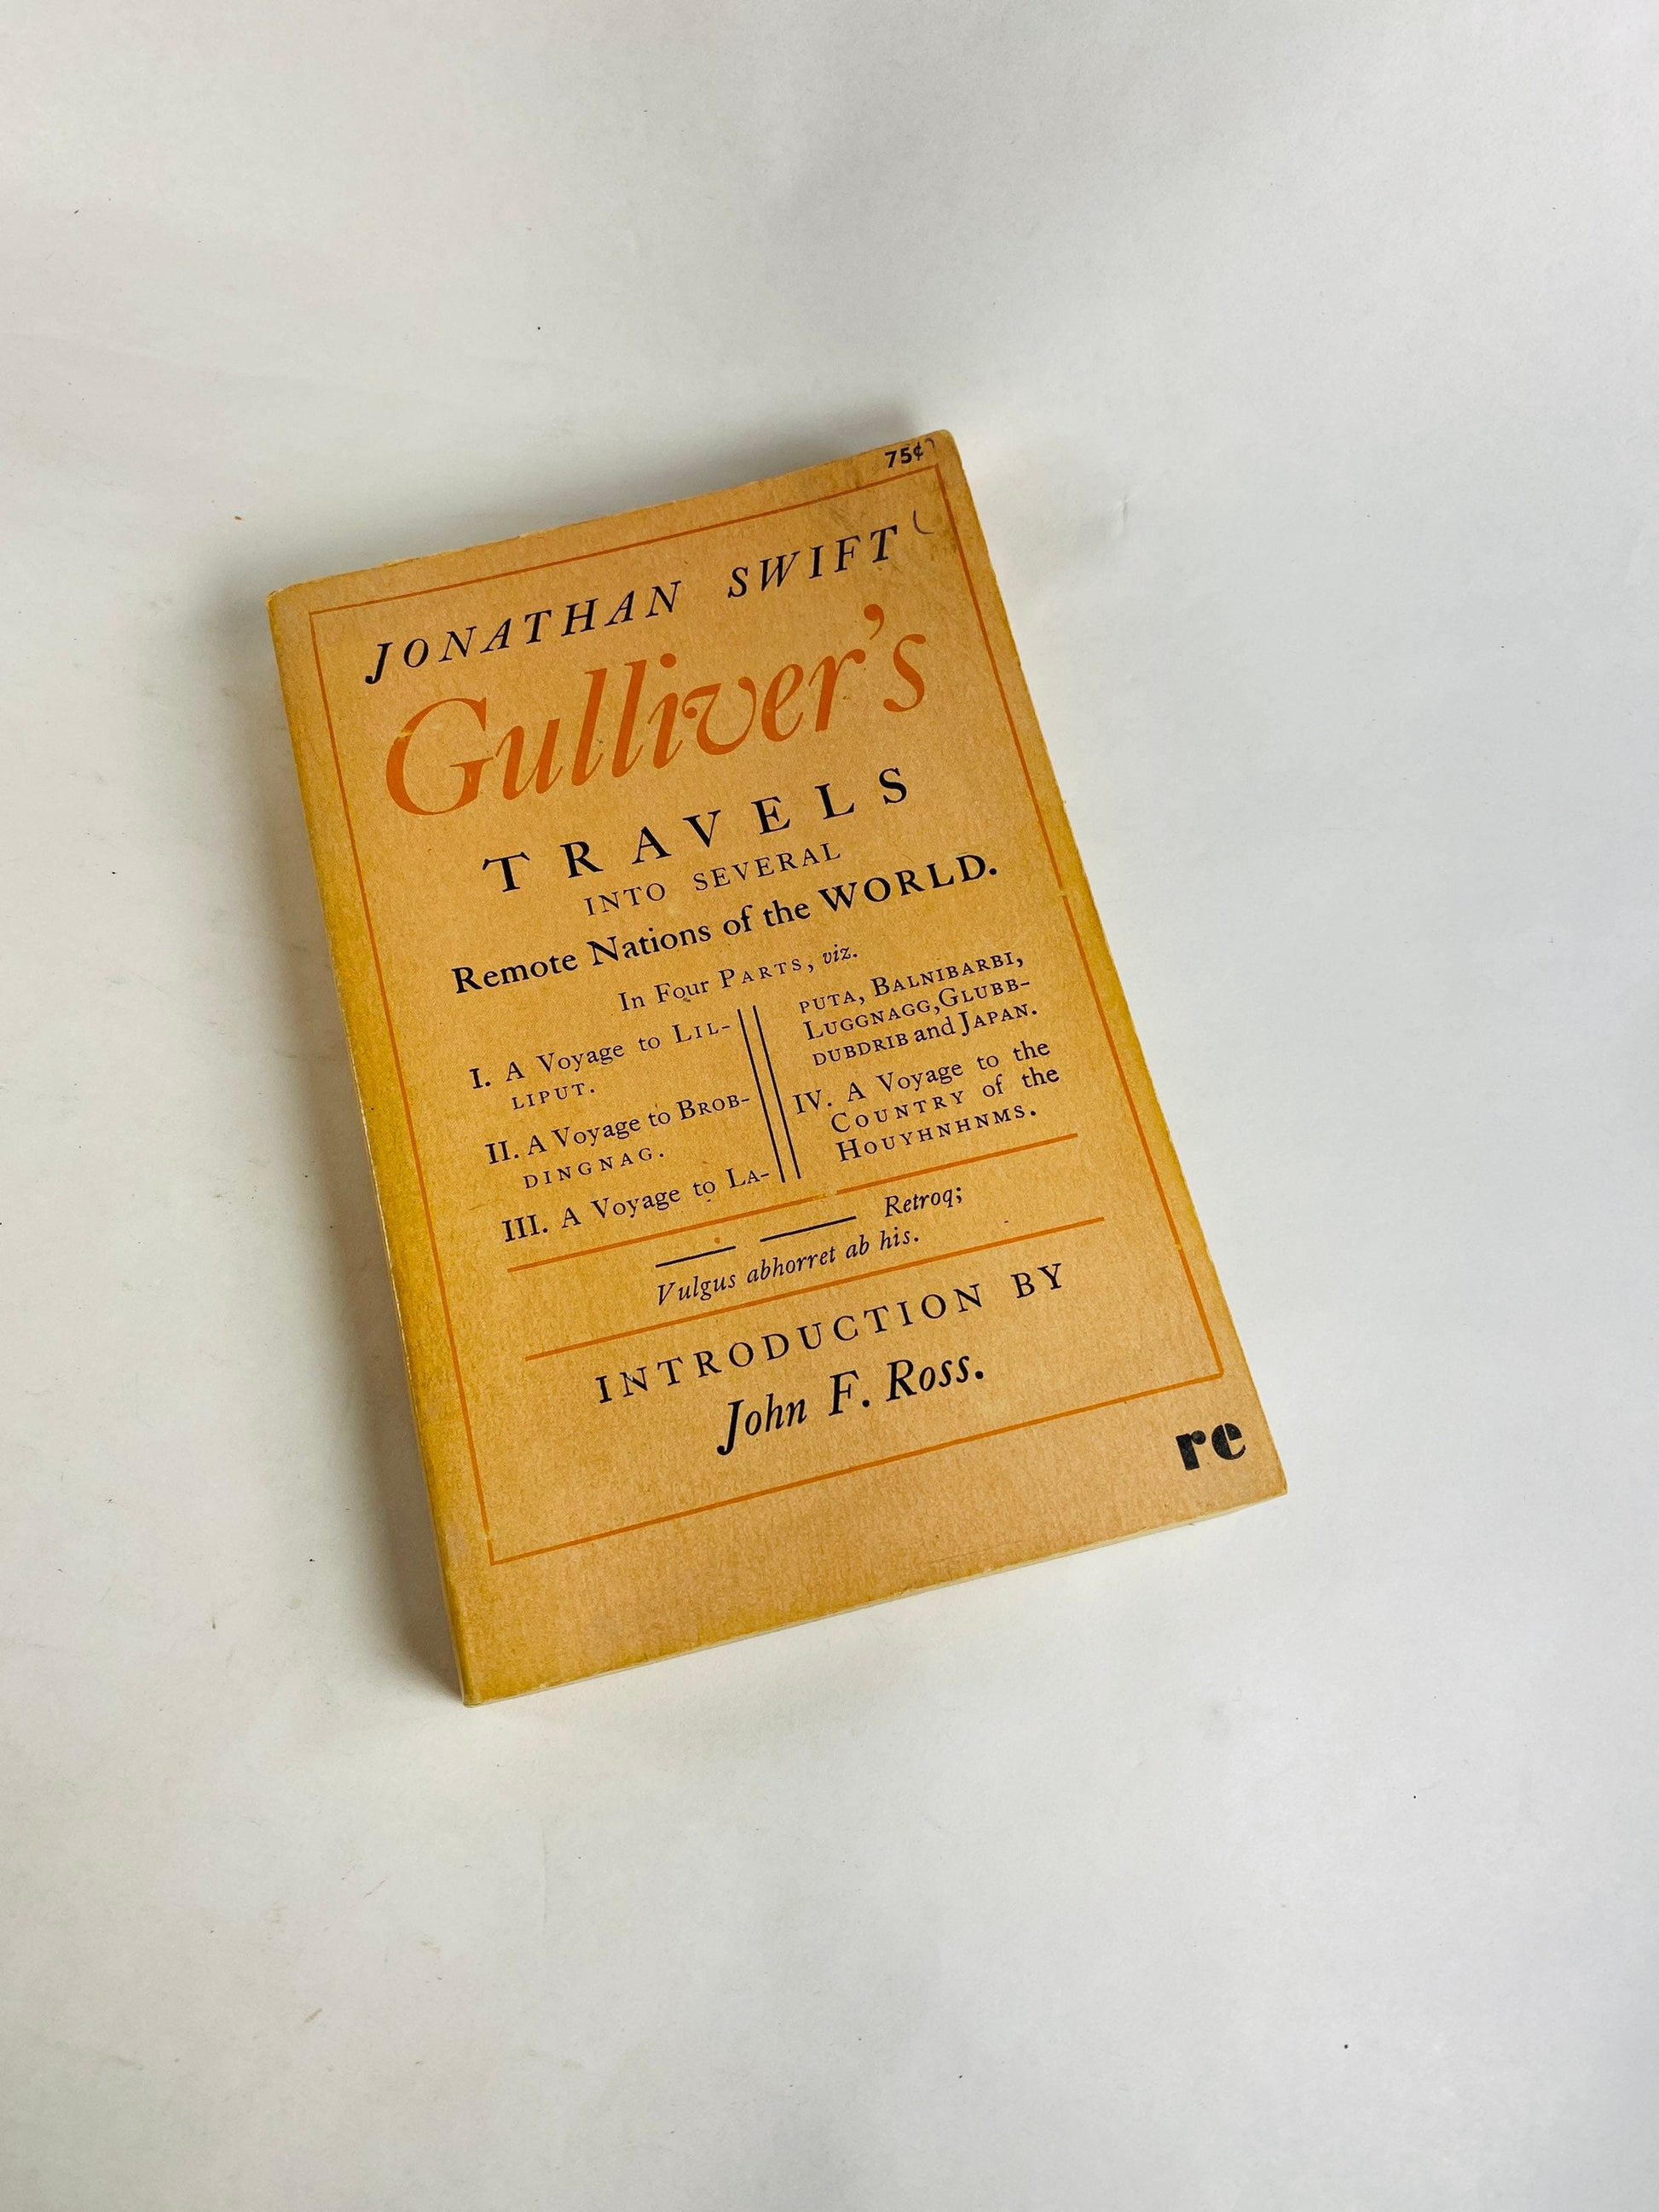 75¢
JONATHAN SWIFT
Gulliver's
TRAVELS
INTO SEVERAL
Remote Nations of the WORLD.
In Four PARTS, viz.
I. A Voyage to LIL-
LIPUT.
II. A Voyage to BROB-
DINGNAG.
III. A Voyage to LA-
PUTA, BALNIBARBI,
LUGGNAGG, GLUBB-
DUBDRIB and JAPAN.
IV. A Voyage to the
COUNTRY of the
HOUYHNHNMS.
Retroq;
Vulgus abhorret ab his.
INTRODUCTION BY
John F. Ross.
re